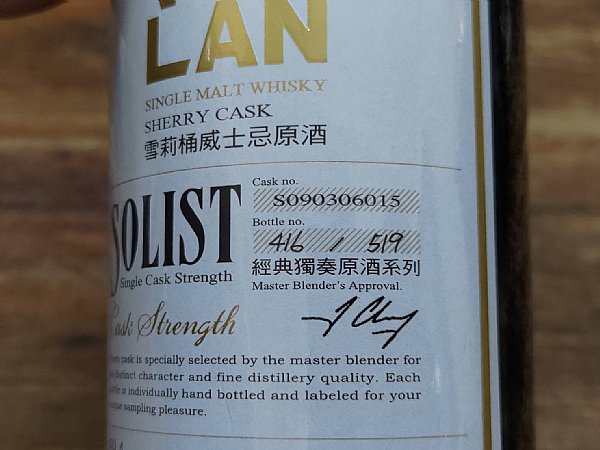 LAN
SINGLE MALT WHISKY
SHERRY CASK
雪莉桶威士忌原酒
SOLIST
Single Cask Strength
Cask no.
S090306015
Bottle no.
416 / 519
經典獨奏原酒系列
Master Blender's Approval.
Cask Strength
cask is specially selected by the master blender for
distinct character and fine distillery quality. Each
is individually hand bottled and labeled for your
sampling pleasure.